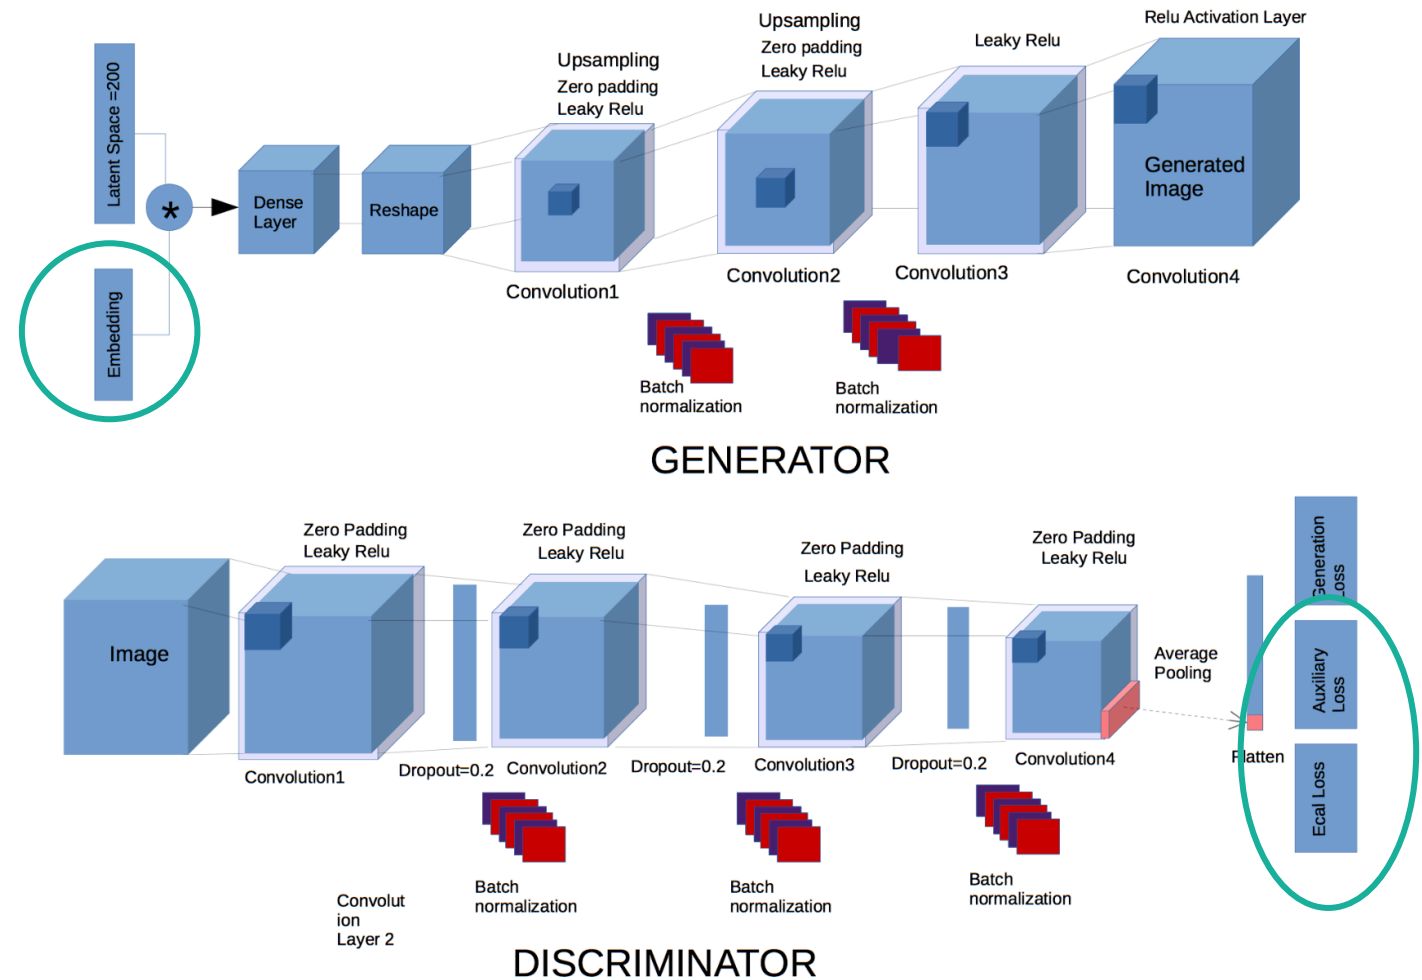 Latent Space =200
Embedding
*
Dense
Layer
Reshape
Upsampling
Zero padding
Leaky Relu
Convolution1
Upsampling
Zero padding
Leaky Relu
Convolution2
Leaky Relu
Convolution3
Relu Activation Layer
Generated
Image
Convolution4
Batch
normalization
Batch
normalization
GENERATOR
Image
Zero Padding
Leaky Relu
Convolution1
Dropout=0.2
Zero Padding
Leaky Relu
Convolution2
Dropout=0.2
Zero Padding
Leaky Relu
Convolution3
Dropout=0.2
Zero Padding
Leaky Relu
Convolution4
Average
Pooling
Flatten
Generation
Loss
Auxiliary
Loss
Ecal Loss
Batch
normalization
Batch
normalization
Batch
normalization
Convolut
ion
Layer 2
DISCRIMINATOR